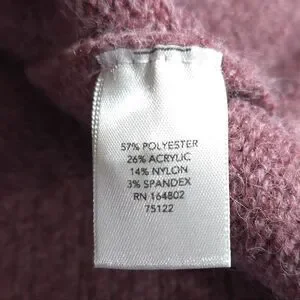 57% POLYESTER
26% ACRYLIC
14% NYLON
3% SPANDEX
RN 164802
75122